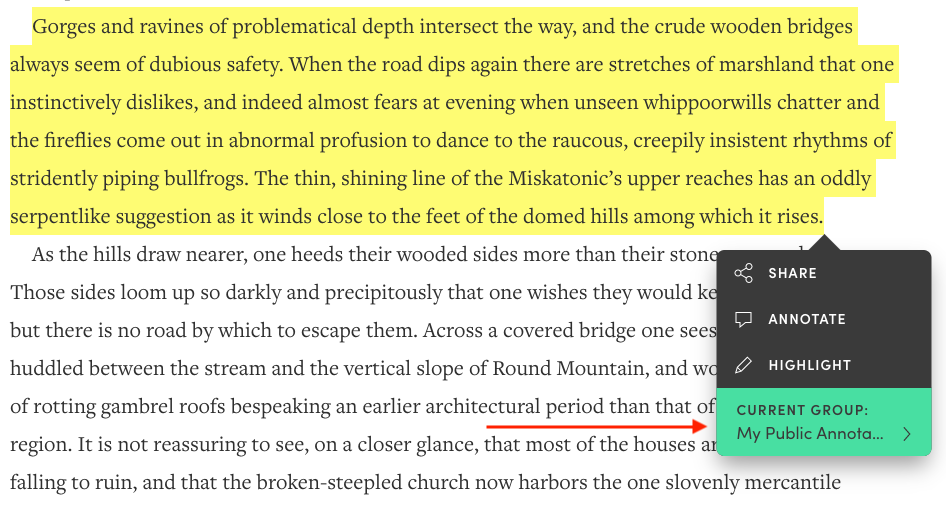 Gorges and ravines of problematical depth intersect the way, and the crude wooden bridges
always seem of dubious safety. When the road dips again there are stretches of marshland that one
instinctively dislikes, and indeed almost fears at evening when unseen whippoorwills chatter and
the fireflies come out in abnormal profusion to dance to the raucous, creepily insistent rhythms of
stridently piping bullfrogs. The thin, shining line of the Miskatonic’s upper reaches has an oddly
serpentlike suggestion as it winds close to the feet of the domed hills among which it rises.
As the hills draw nearer, one heeds their wooded sides more than their stone
Those sides loom up so darkly and precipitously that one wishes they would
but there is no road by which to escape them. Across a covered bridge one sees
huddled between the stream and the vertical slope of Round Mountain, and
of rotting gambrel roofs bespeaking an earlier architectural period than that of
region. It is not reassuring to see, on a closer glance, that most of the houses
falling to ruin, and that the broken-steepled church now harbors the one slovenly mercantile
SHARE
ANNOTATE
HIGHLIGHT
CURRENT GROUP:
My Public Annota...